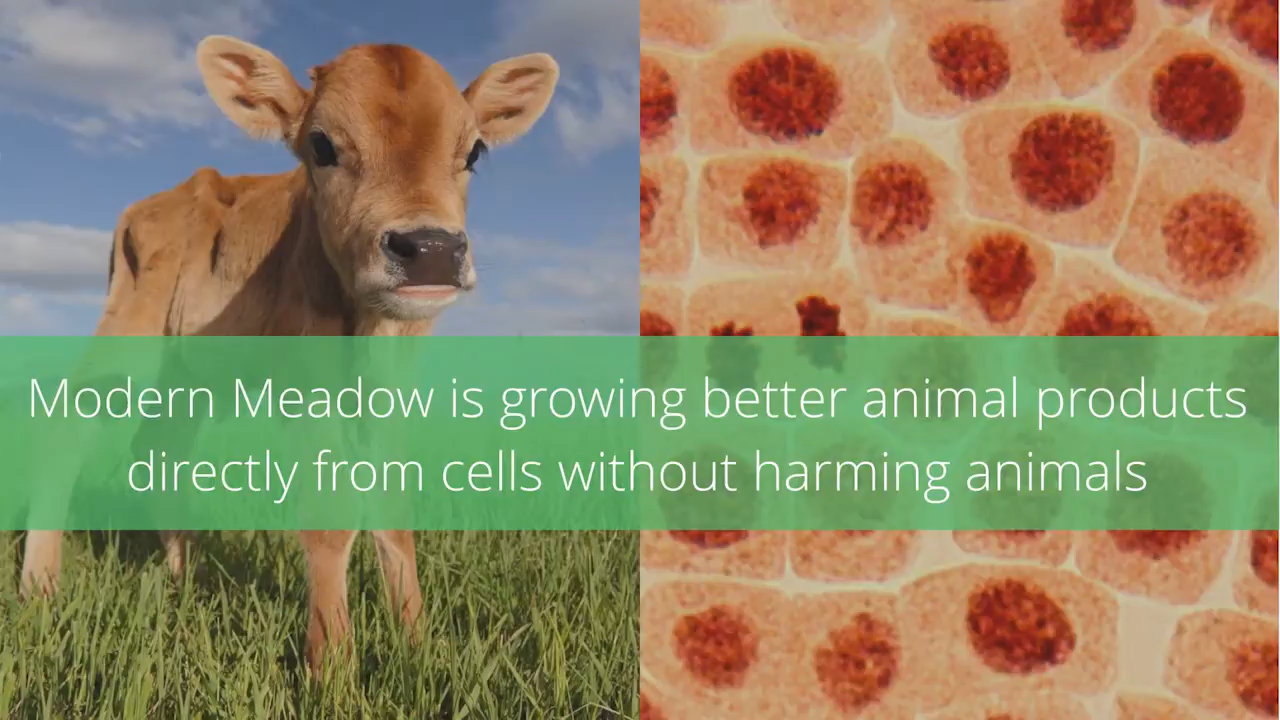 Modern Meadow is growing better animal products
directly from cells without harming animals